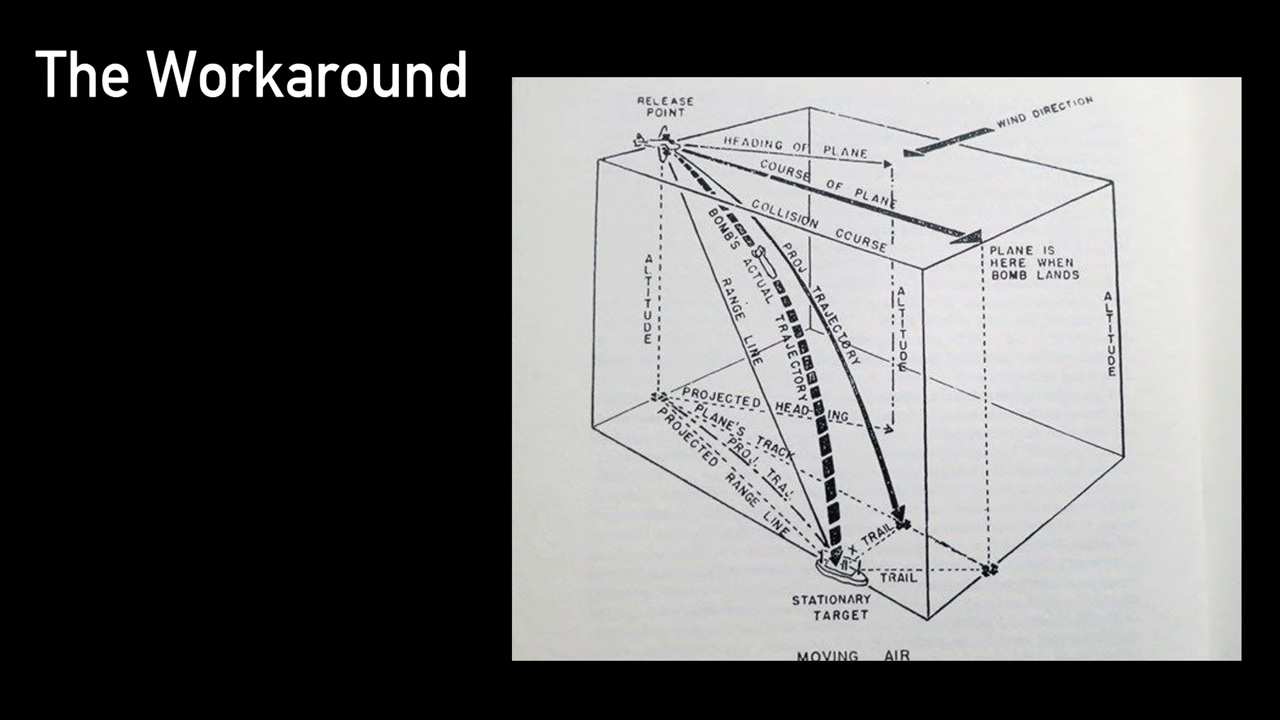 The Workaround
RELEASE
POINT
WIND DIRECTION
HEADING OF PLANE
COURSE OF PLANE
COLLISION COURSE
PLANE IS
HERE WHEN
BOMB LANDS
BOMB'S ACTUAL TRAJECTORY
PROJ. TRAJECTORY
RANGE LINE
ALTITUDE
ALTITUDE
ALTITUDE
PROJECTED HEADING
PLANE'S TRACK
PROJ. TRAJ.
PROJECTED RANGE LINE
X TRAIL
TRAIL
STATIONARY
TARGET
MOVING AIR